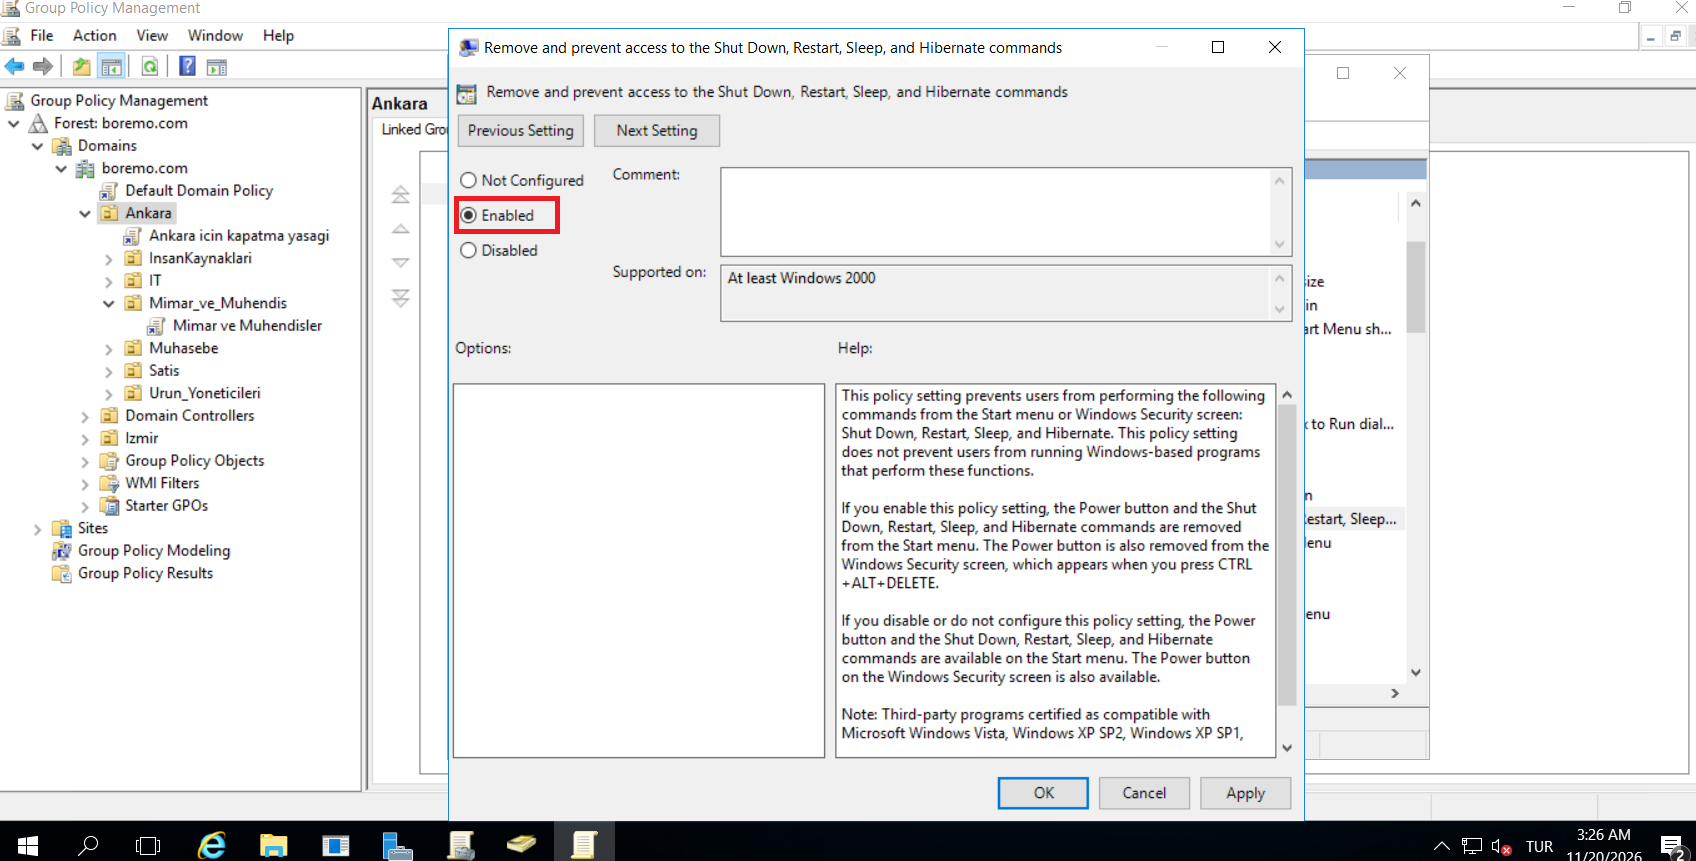 Group Policy Management
File Action View Window Help
Group Policy Management
Forest: boremo.com
Domains
boremo.com
Default Domain Policy
Ankara
Ankara icin kapatma yasagi
InsanKaynaklari
IT
Mimar_ve_Muhendis
Mimar ve Muhendisler
Muhasebe
Satis
Urun_Yoneticileri
Domain Controllers
Izmir
Group Policy Objects
WMI Filters
Starter GPOs
Sites
Group Policy Modeling
Group Policy Results
Ankara
Linked Gro
Remove and prevent access to the Shut Down, Restart, Sleep, and Hibernate commands
Remove and prevent access to the Shut Down, Restart, Sleep, and Hibernate commands
Previous Setting Next Setting
Not Configured
Enabled
Disabled
Comment:
Supported on:
At least Windows 2000
Options:
Help:
This policy setting prevents users from performing the following
commands from the Start menu or Windows Security screen:
Shut Down, Restart, Sleep, and Hibernate. This policy setting
does not prevent users from running Windows-based programs
that perform these functions.
If you enable this policy setting, the Power button and the Shut
Down, Restart, Sleep, and Hibernate commands are removed
from the Start menu. The Power button is also removed from the
Windows Security screen, which appears when you press CTRL
+ALT+DELETE.
If you disable or do not configure this policy setting, the Power
button and the Shut Down, Restart, Sleep, and Hibernate
commands are available on the Start menu. The Power button
on the Windows Security screen is also available.
Note: Third-party programs certified as compatible with
Microsoft Windows Vista, Windows XP SP2, Windows XP SP1,
OK Cancel Apply
ize
in
art Menu sh...
to Run dial...
n
estart, Sleep...
enu
enu
TUR
3:26 AM
11/20/2026
2